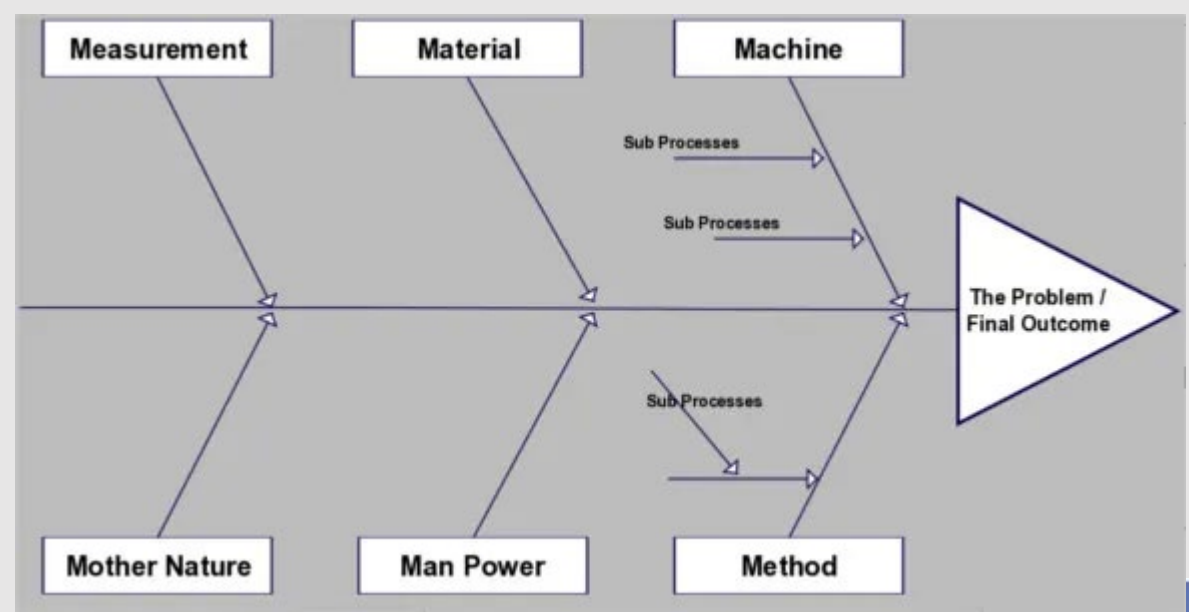 Measurement
Material
Machine
Sub Processes
Sub Processes
The Problem /
Final Outcome
Sub Processes
Mother Nature
Man Power
Method